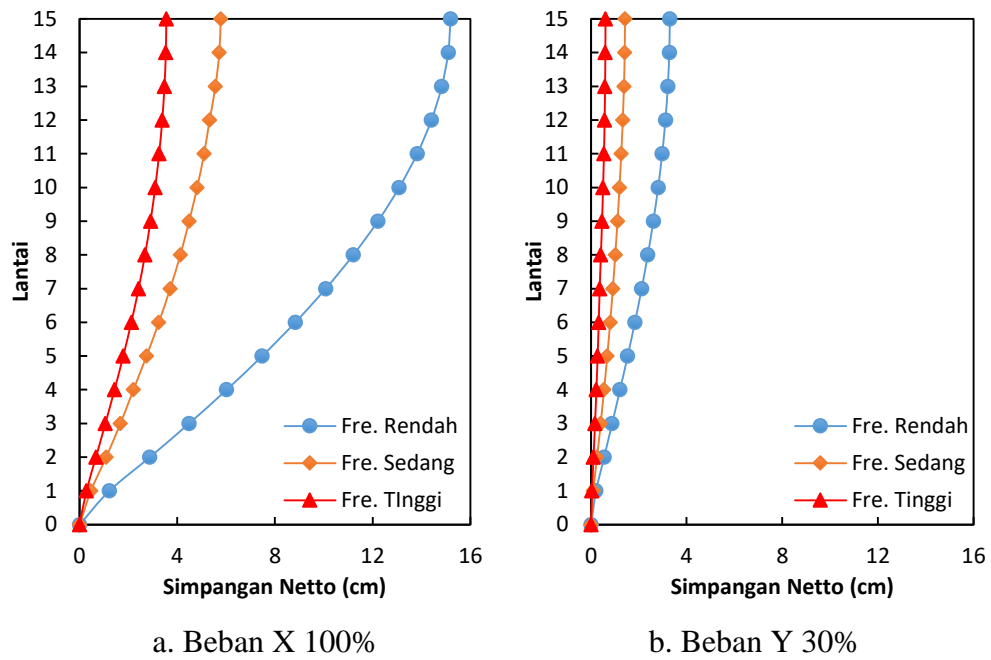 15
14
13
12
11
10
9
8
7
6
5
4
3
2
1
0
Lantai
Fre. Rendah
Fre. Sedang
Fre. TInggi
0 4 8 12 16
Simpangan Netto (cm)
a. Beban X 100%
15
14
13
12
11
10
9
8
7
6
5
4
3
2
1
0
Lantai
Fre. Rendah
Fre. Sedang
Fre. Tinggi
0 4 8 12 16
Simpangan Netto (cm)
b. Beban Y 30%